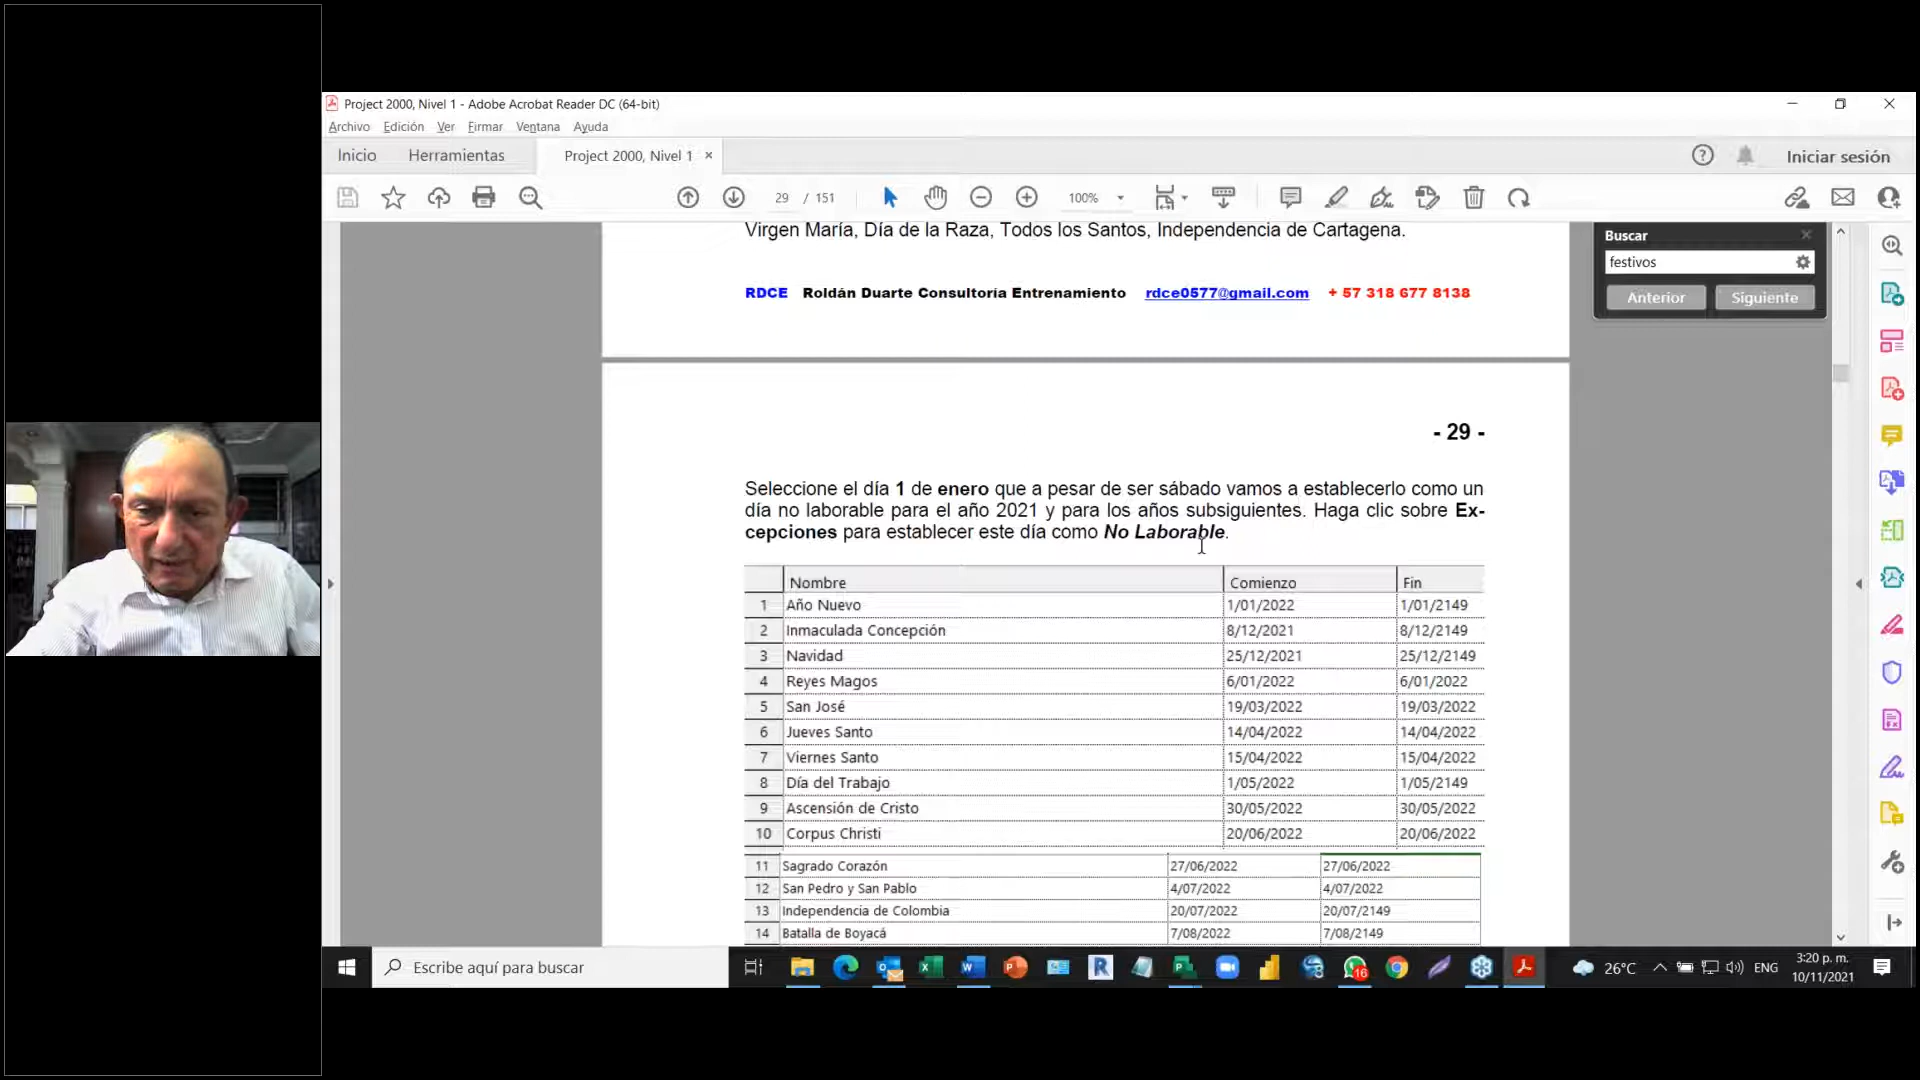 Project 2000, Nivel 1 - Adobe Acrobat Reader DC (64-bit)
Archivo Edición Ver Firmar Ventana Ayuda
Inicio Herramientas Project 2000, Nivel 1 × Iniciar sesión
29 / 151 100%
Virgen María, Día de la Raza, Todos los Santos, Independencia de Cartagena.
RDCE Roldán Duarte Consultoría Entrenamiento rdce0577@gmail.com + 57 318 677 8138
Buscar
festivos
Anterior Siguiente
- 29 -
Seleccione el día 1 de enero que a pesar de ser sábado vamos a establecerlo como un
día no laborable para el año 2021 y para los años subsiguientes. Haga clic sobre Ex-
cepciones para establecer este día como No Laborable.
Nombre Comienzo Fin
1 Año Nuevo 1/01/2022 1/01/2149
2 Inmaculada Concepción 8/12/2021 8/12/2149
3 Navidad 25/12/2021 25/12/2149
4 Reyes Magos 6/01/2022 6/01/2022
5 San José 19/03/2022 19/03/2022
6 Jueves Santo 14/04/2022 14/04/2022
7 Viernes Santo 15/04/2022 15/04/2022
8 Día del Trabajo 1/05/2022 1/05/2149
9 Ascensión de Cristo 30/05/2022 30/05/2022
10 Corpus Christi 20/06/2022 20/06/2022
11 Sagrado Corazón 27/06/2022 27/06/2022
12 San Pedro y San Pablo 4/07/2022 4/07/2022
13 Independencia de Colombia 20/07/2022 20/07/2149
14 Batalla de Boyacá 7/08/2022 7/08/2149
Escribe aquí para buscar
16
26°C ENG
3:20 p. m.
10/11/2021